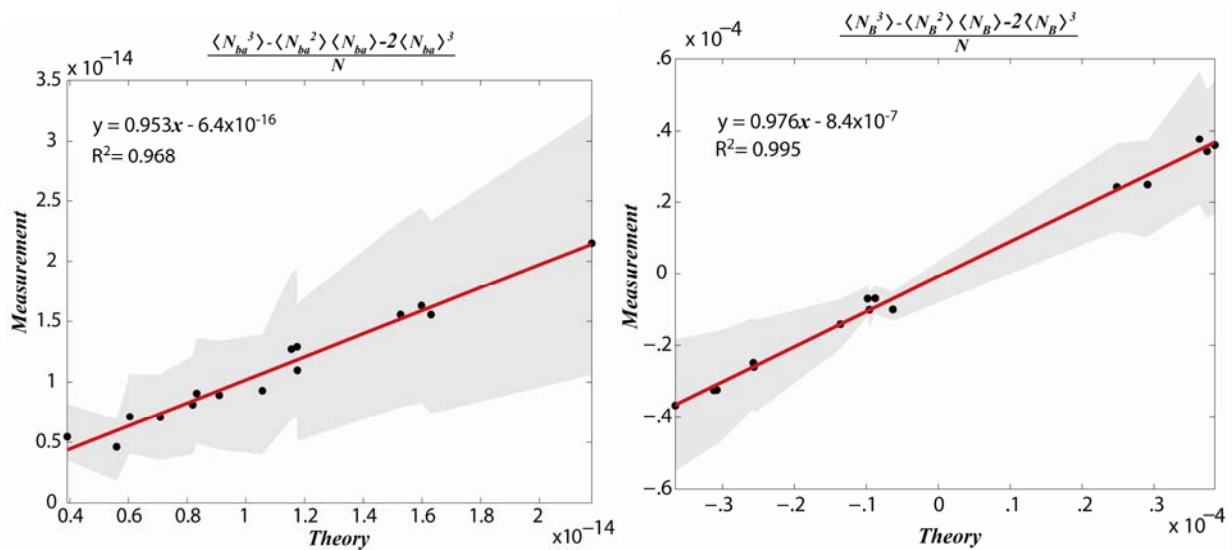 ⟨N_ba^3⟩-⟨N_ba^2⟩⟨N_ba⟩-2⟨N_ba⟩^3
N
x 10−14
3.5
3
2.5
2
1.5
1
0.5
0
y = 0.953x - 6.4x10-16
R2= 0.968
Measurement
0.4 0.6 0.8 1 1.2 1.4 1.6 1.8 2
x10−14
Theory
⟨N_B^3⟩-⟨N_B^2⟩⟨N_B⟩-2⟨N_B⟩^3
N
x 10−4
.6
.4
.2
0
−.2
−.4
−.6
y = 0.976x - 8.4x10-7
R2= 0.995
Measurement
−.3 −.2 −.1 0 .1 .2 .3
x 10−4
Theory